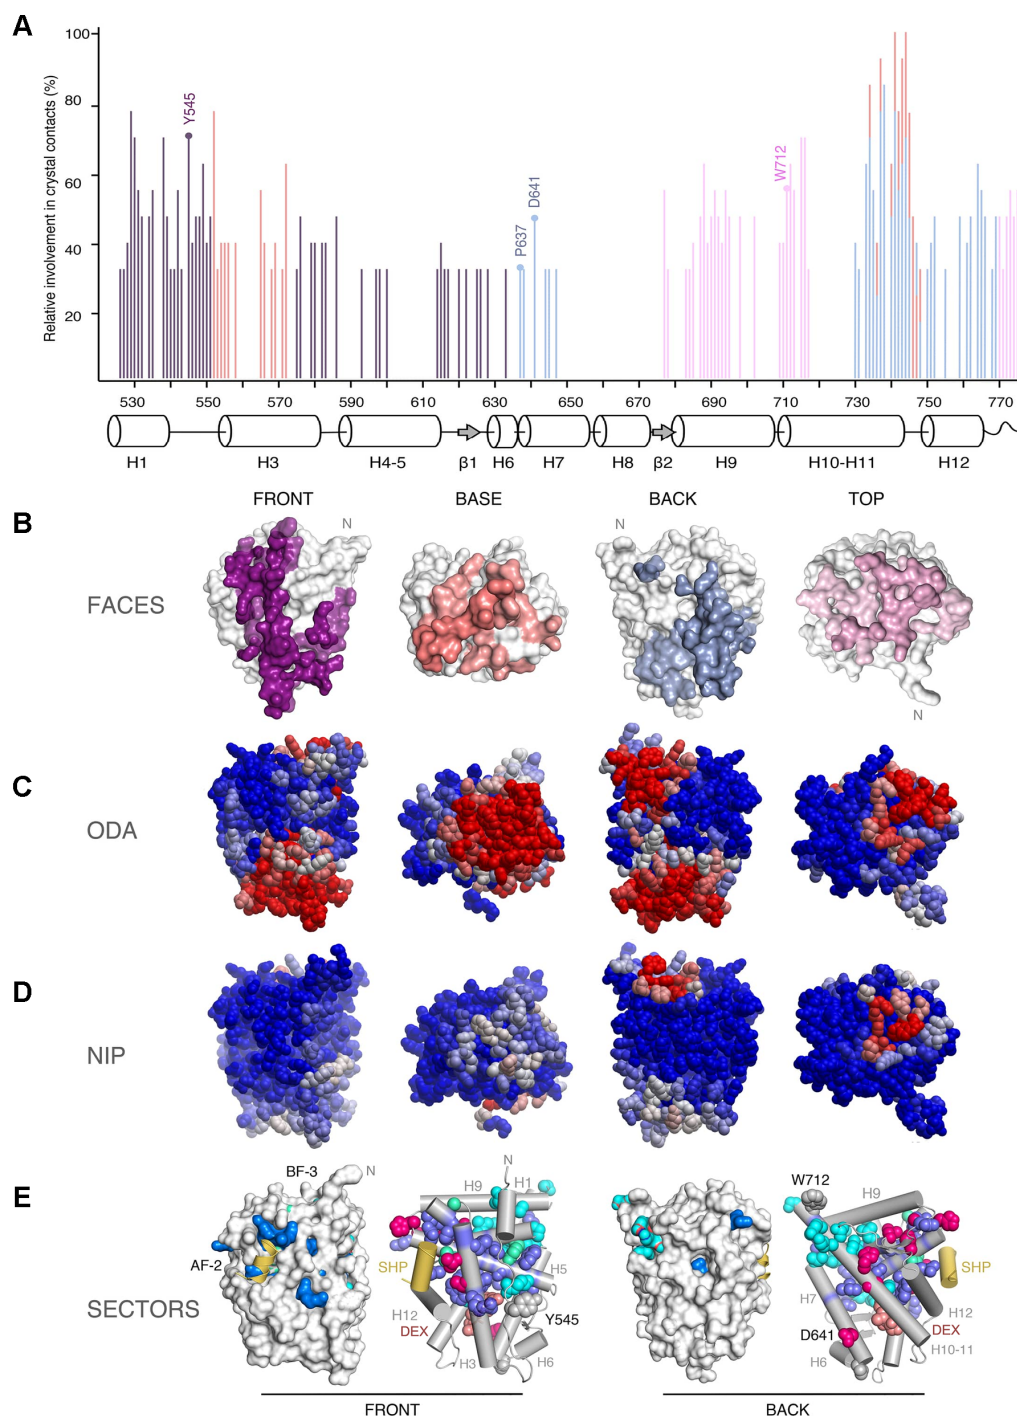 A
Relative involvement in crystal contacts (%)
100
80
60
40
20
Y545
P637
D641
W712
530 550 570 590 610 630 650 670 690 710 730 750 770
H1 H3 H4-5 β1 H6 H7 H8 β2 H9 H10-H11 H12
FRONT BASE BACK TOP
B
FACES
N
N
N
C
ODA
D
NIP
E
SECTORS
BF-3
N
AF-2
N
H9
H1
SHP
H5
H12
DEX
Y545
H3
H6
W712
H9
SHP
H7
H12
D641
DEX
H10-11
H6
FRONT
BACK